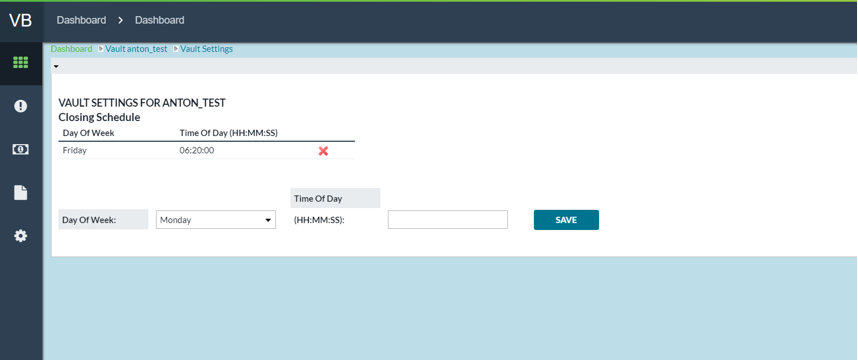 VB
Dashboard > Dashboard
Dashboard Vault anton_test Vault Settings
VAULT SETTINGS FOR ANTON_TEST
Closing Schedule
Day Of Week Time Of Day (HH:MM:SS)
Friday 06:20:00
Time Of Day
Day Of Week: Monday (HH:MM:SS): SAVE